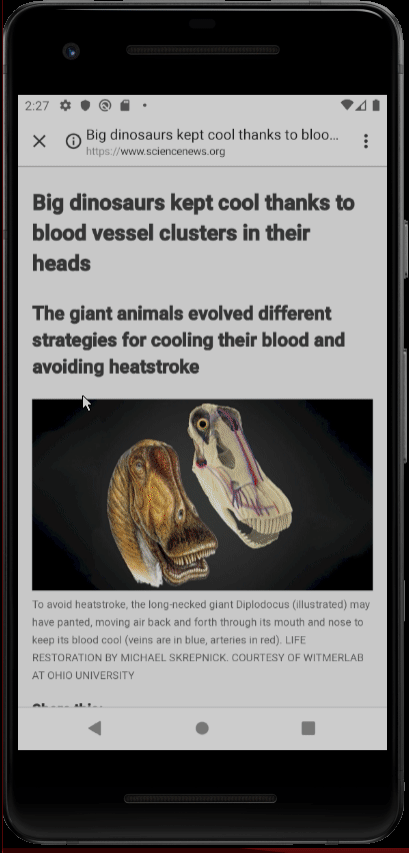 2:27
Big dinosaurs kept cool thanks to bloo...
https://www.sciencenews.org
Big dinosaurs kept cool thanks to
blood vessel clusters in their
heads
The giant animals evolved different
strategies for cooling their blood and
avoiding heatstroke
To avoid heatstroke, the long-necked giant Diplodocus (illustrated) may
have panted, moving air back and forth through its mouth and nose to
keep its blood cool (veins are in blue, arteries in red). LIFE
RESTORATION BY MICHAEL SKREPNICK. COURTESY OF WITMERLAB
AT OHIO UNIVERSITY